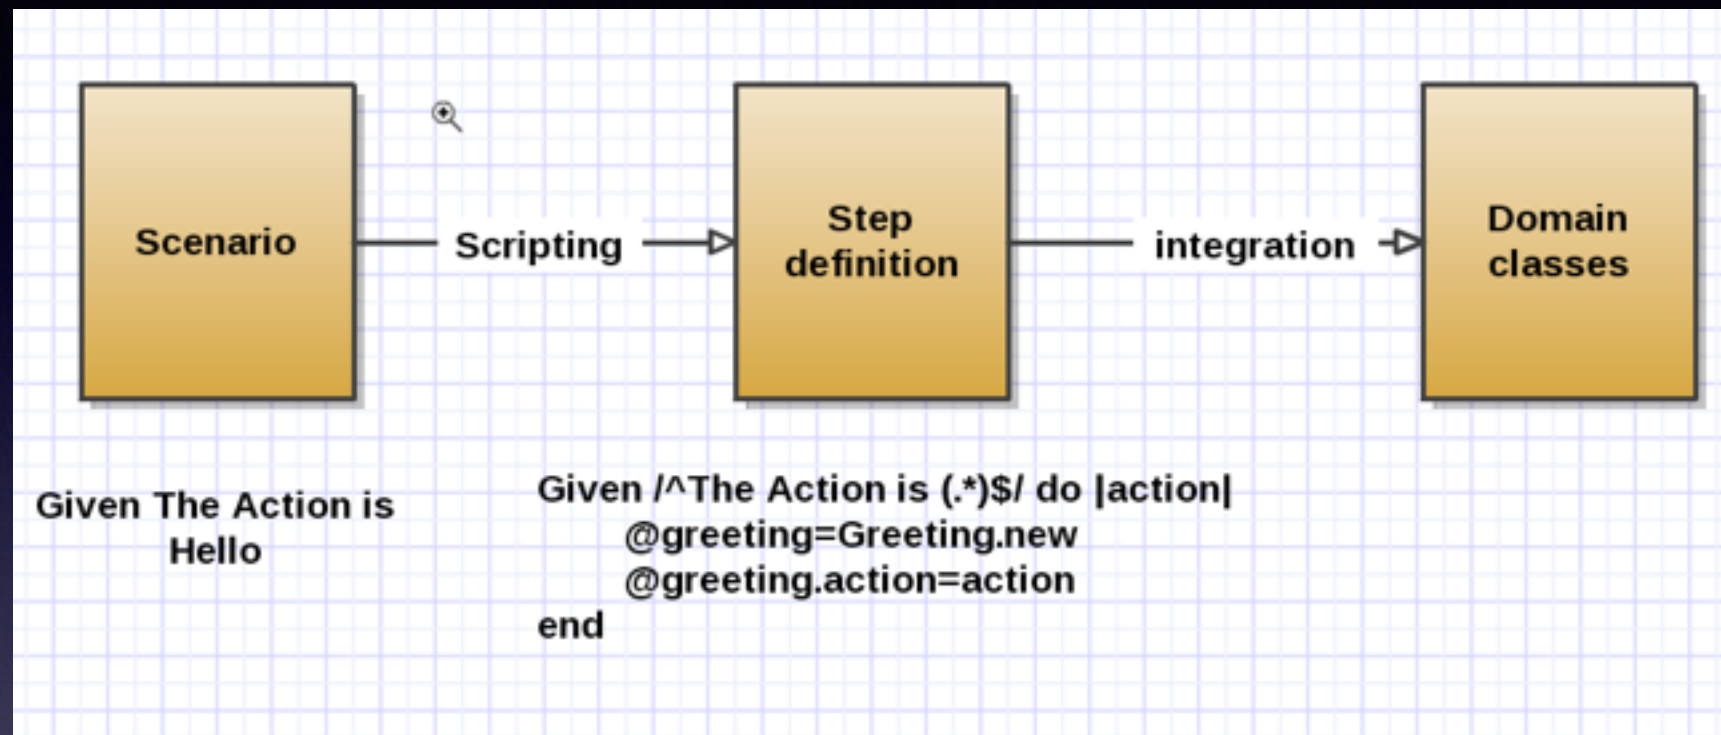 Scenario
Scripting
Step
definition
integration
Domain
classes
Given The Action is
Hello
Given /^The Action is (.*)$/ do |action|
@greeting=Greeting.new
@greeting.action=action
end